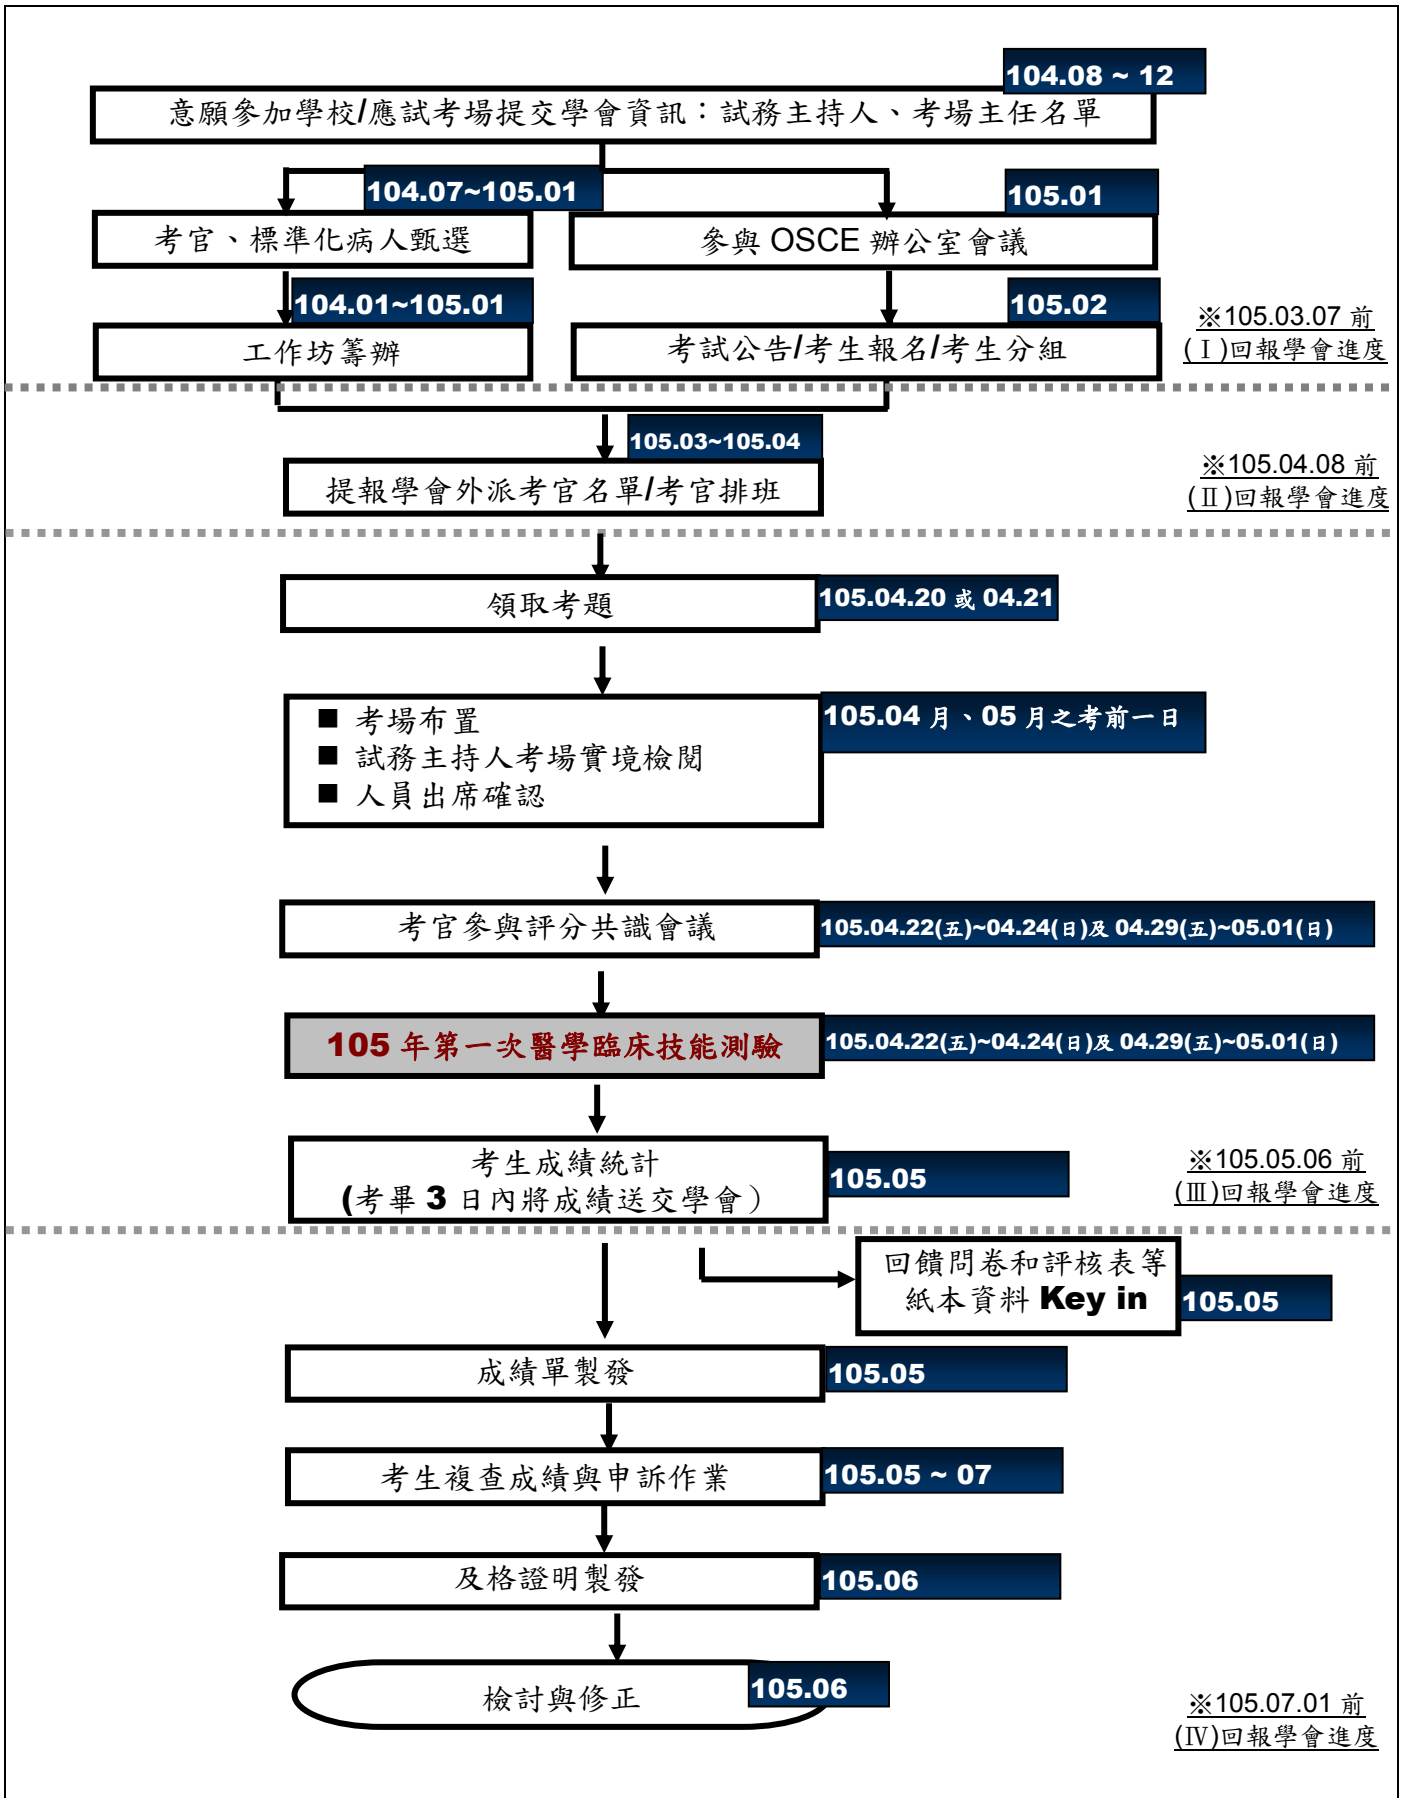 104.08 ~ 12
意願參加學校/應試考場提交學會資訊：試務主持人、考場主任名單
104.07~105.01
105.01
考官、標準化病人甄選
參與 OSCE 辦公室會議
104.01~105.01
105.02
工作坊籌辦
考試公告/考生報名/考生分組
※105.03.07 前
(Ⅰ)回報學會進度
105.03~105.04
提報學會外派考官名單/考官排班
※105.04.08 前
(Ⅱ)回報學會進度
領取考題
105.04.20 或 04.21
■ 考場布置
■ 試務主持人考場實境檢閱
■ 人員出席確認
105.04 月、05 月之考前一日
考官參與評分共識會議
105.04.22(五)~04.24(日)及 04.29(五)~05.01(日)
105 年第一次醫學臨床技能測驗
105.04.22(五)~04.24(日)及 04.29(五)~05.01(日)
考生成績統計
(考畢 3 日內將成績送交學會）
105.05
※105.05.06 前
(Ⅲ)回報學會進度
回饋問卷和評核表等
紙本資料 Key in
105.05
成績單製發
105.05
考生複查成績與申訴作業
105.05 ~ 07
及格證明製發
105.06
檢討與修正
105.06
※105.07.01 前
(Ⅳ)回報學會進度